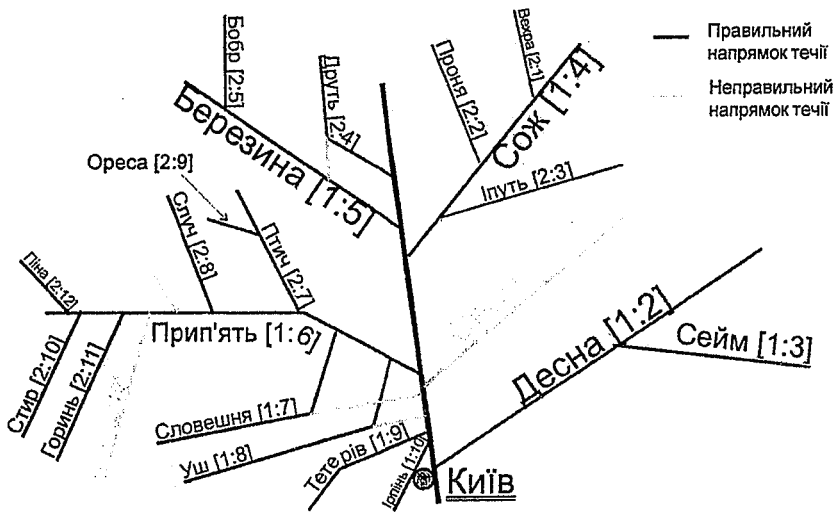 Правильний
напрямок течії
Неправильний
напрямок течії
Бобр [2:5]
Друть [2:4]
Проня [2:2]
Вехра [2:1]
Сож [1:4]
Березина [1:5]
Іпуть [2:3]
Ореса [2:9]
Случ [2:8]
Птич [2:7]
Піна [2:12]
Прип'ять [1:6]
Стир [2:10]
Горинь [2:11]
Десна [1:2]
Сейм [1:3]
Словешня [1:7]
Уш [1:8]
Тетерів [1:9]
Ірпінь [1:10]
Київ